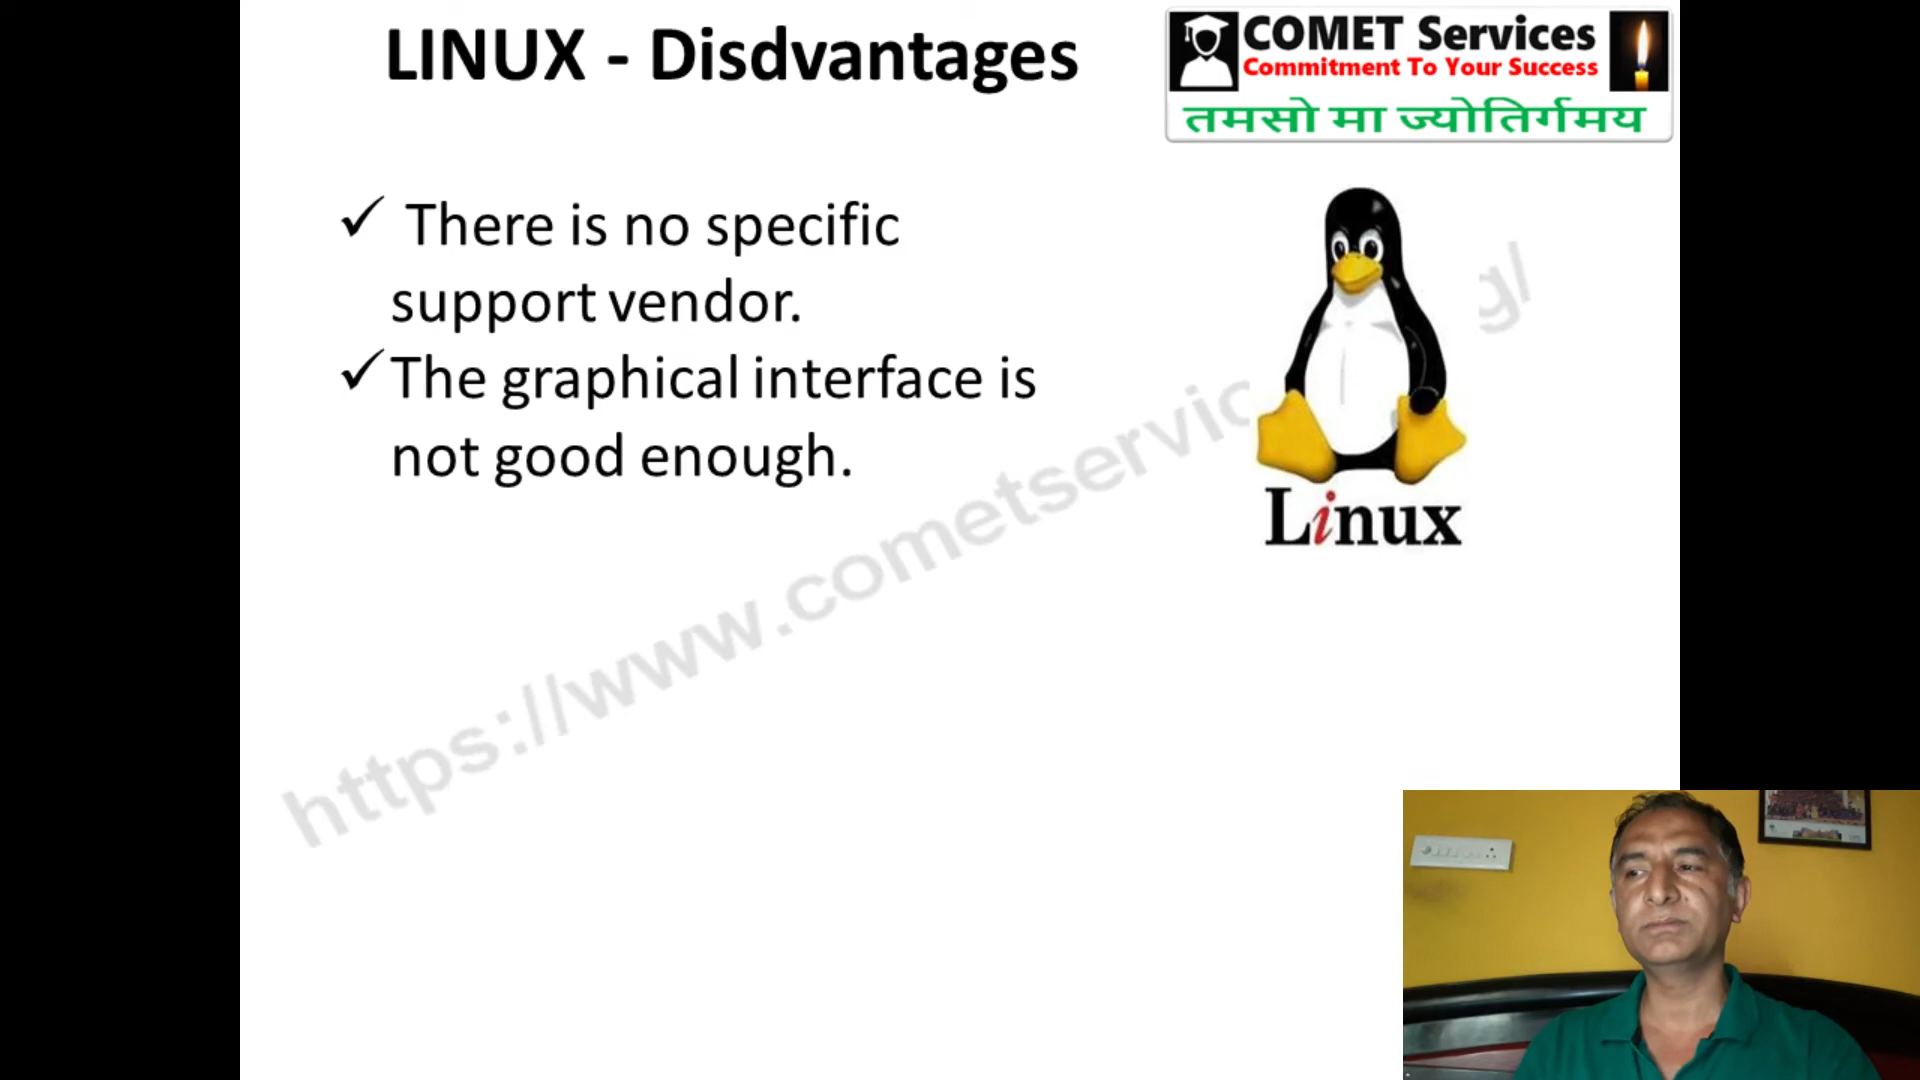 LINUX - Disdvantages
COMET Services
Commitment To Your Success
तमसो मा ज्योतिर्गमय
✓ There is no specific
support vendor.
✓ The graphical interface is
not good enough.
Linux
https://www.cometservic g/